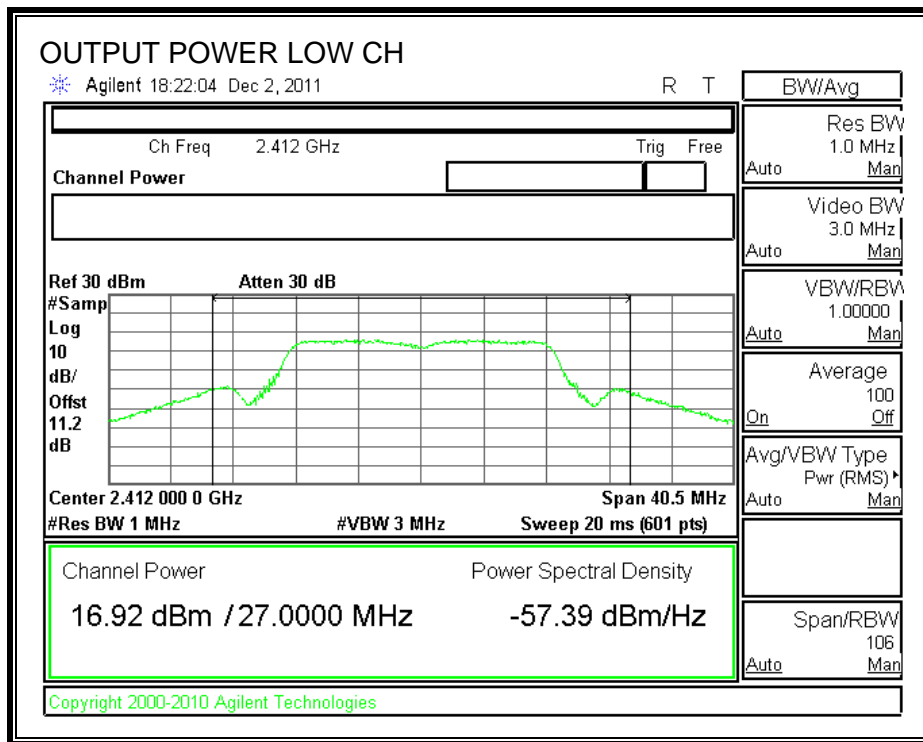 OUTPUT POWER LOW CH
Agilent 18:22:04 Dec 2, 2011 R T
Ch Freq 2.412 GHz Trig Free
Channel Power
Ref 30 dBm Atten 30 dB
#Samp
Log
10
dB/
Offst
11.2
dB
Center 2.412 000 0 GHz Span 40.5 MHz
#Res BW 1 MHz #VBW 3 MHz Sweep 20 ms (601 pts)
Channel Power Power Spectral Density
16.92 dBm / 27.0000 MHz -57.39 dBm/Hz
Copyright 2000-2010 Agilent Technologies
BW/Avg
Res BW
1.0 MHz
Auto Man
Video BW
3.0 MHz
Auto Man
VBW/RBW
1.00000
Auto Man
Average
100
On Off
Avg/VBW Type
Pwr (RMS)
Auto Man
Span/RBW
106
Auto Man